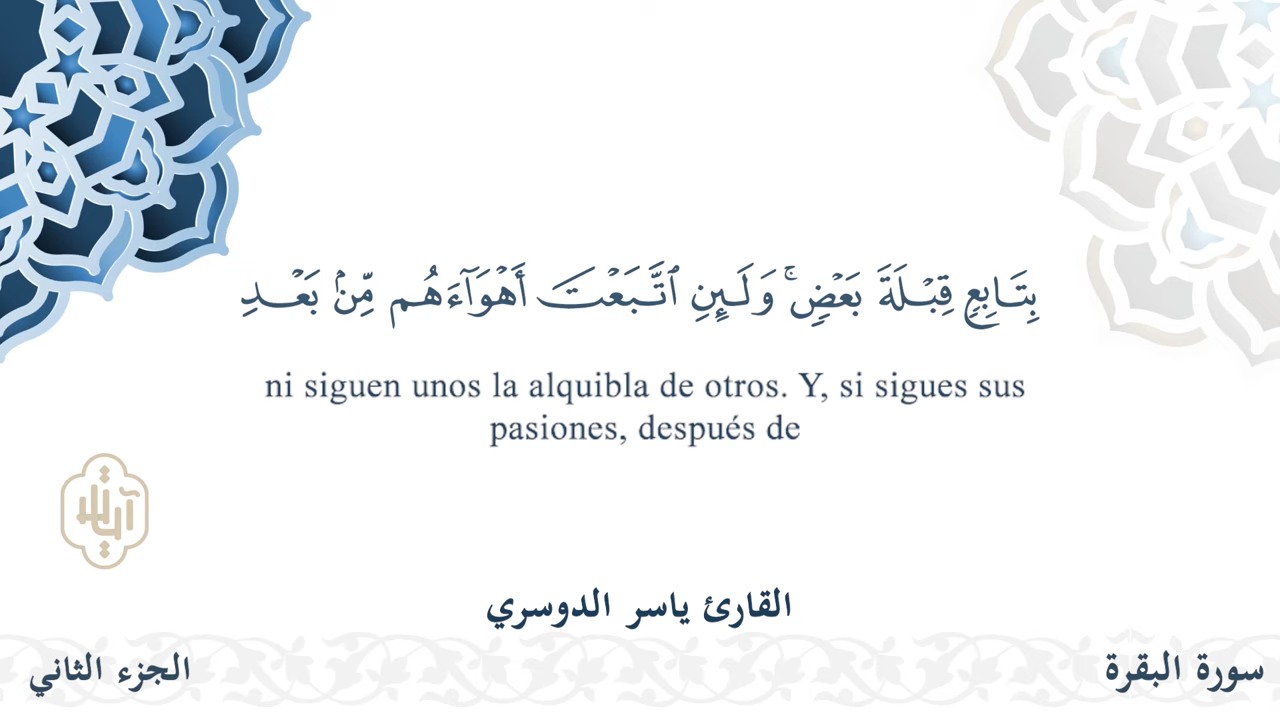 بِتَابِعٍ قِبْلَةَ بَعْضٍۚ وَلَئِنِ ٱتَّبَعْتَ أَهْوَآءَهُم مِّنۢ بَعْدِ
ni siguen unos la alquibla de otros. Y, si sigues sus
pasiones, después de
القارئ ياسر الدوسري
سورة البقرة
الجزء الثاني